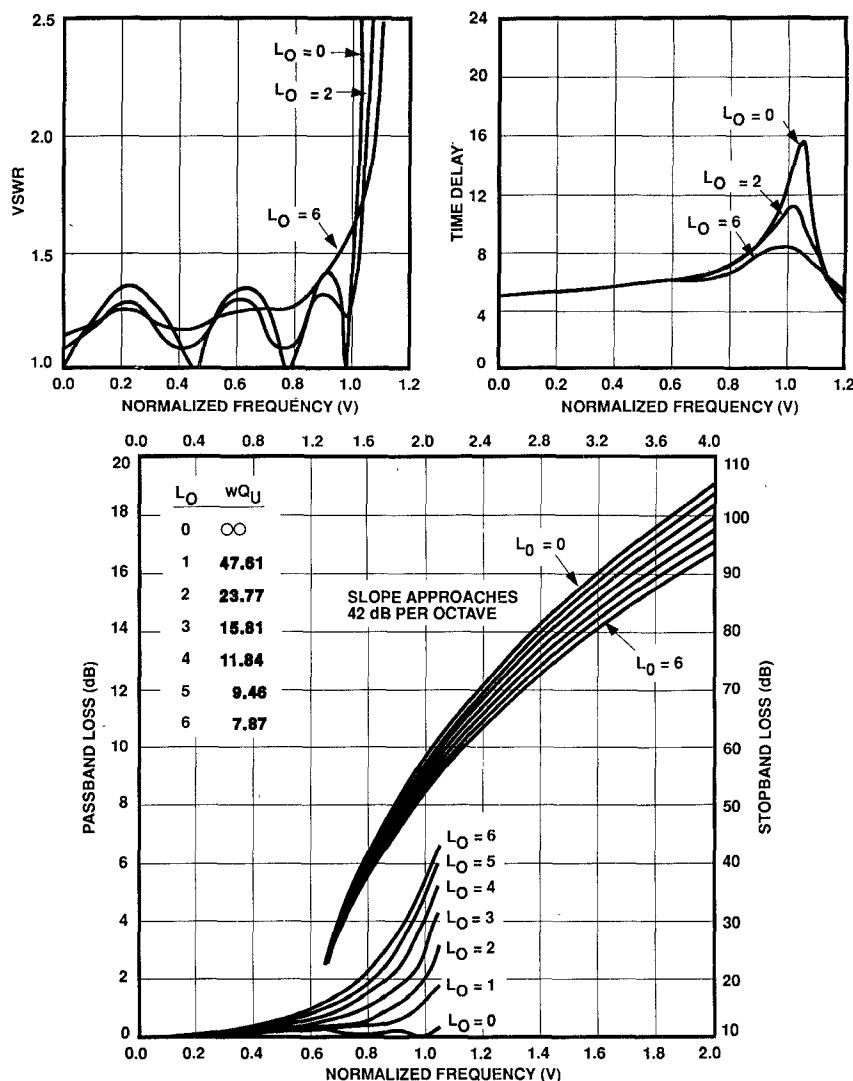 2.5
2.0
1.5
1.0
VSWR
L_O = 0
L_O = 2
L_O = 6
0.0 0.2 0.4 0.6 0.8 1.0 1.2
NORMALIZED FREQUENCY (V)
24
20
16
12
8
4
0
TIME DELAY
L_O = 0
L_O = 2
L_O = 6
0.0 0.2 0.4 0.6 0.8 1.0 1.2
NORMALIZED FREQUENCY (V)
0.0 0.4 0.8 1.2 1.6 2.0 2.4 2.8 3.2 3.6 4.0
20
18
16
14
12
10
8
6
4
2
0
PASSBAND LOSS (dB)
L_O wQ_U
0 ∞
1 47.61
2 23.77
3 15.81
4 11.84
5 9.46
6 7.87
SLOPE APPROACHES
42 dB PER OCTAVE
L_0 = 0
L_0 = 6
L_O = 6
L_O = 5
L_O = 4
L_O = 3
L_O = 2
L_O = 1
L_O = 0
110
100
90
80
70
60
50
40
30
20
10
STOPBAND LOSS (dB)
0.0 0.2 0.4 0.6 0.8 1.0 1.2 1.4 1.6 1.8 2.0
NORMALIZED FREQUENCY (V)